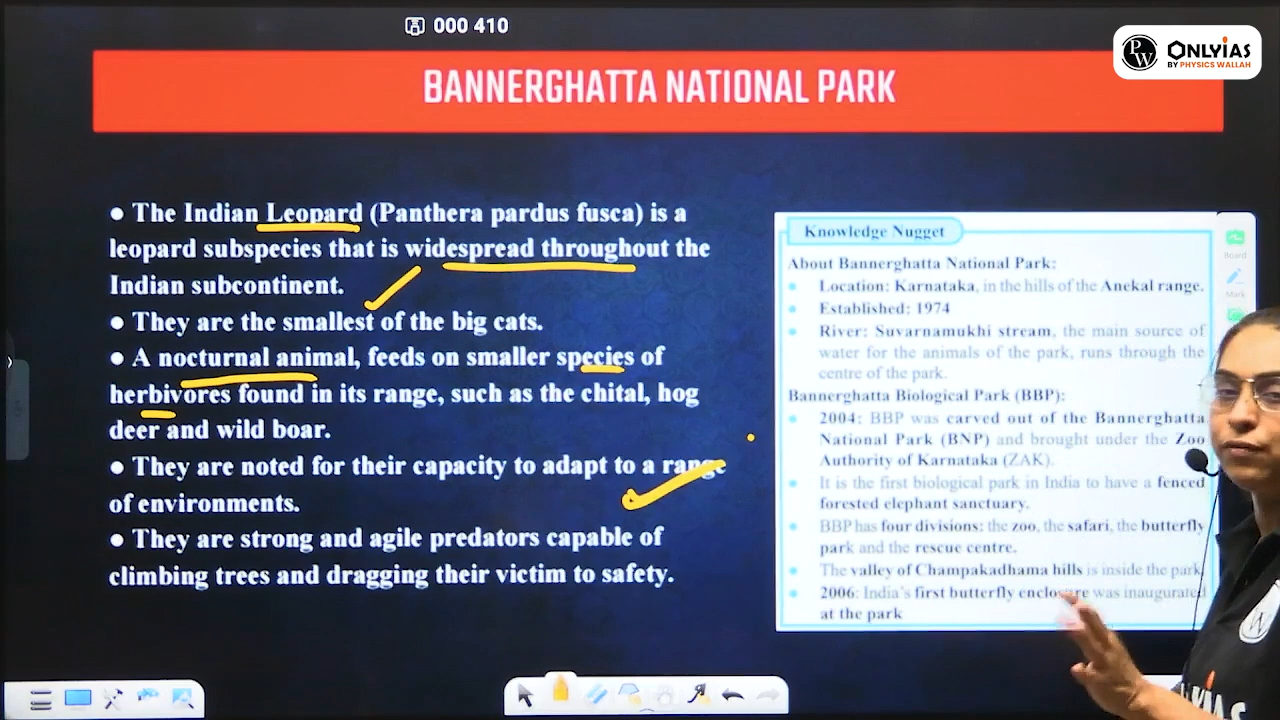 000 410
PW
ONLYIAS
BY PHYSICS WALLAH
BANNERGHATTA NATIONAL PARK
● The Indian Leopard (Panthera pardus fusca) is a
leopard subspecies that is widespread throughout the
Indian subcontinent.
● They are the smallest of the big cats.
● A nocturnal animal, feeds on smaller species of
herbivores found in its range, such as the chital, hog
deer and wild boar.
● They are noted for their capacity to adapt to a range
of environments.
● They are strong and agile predators capable of
climbing trees and dragging their victim to safety.
Knowledge Nugget
About Bannerghatta National Park:
Location: Karnataka, in the hills of the Anekal range.
Established: 1974
River: Suvarnamukhi stream, the main source of
water for the animals of the park, runs through the
centre of the park.
Bannerghatta Biological Park (BBP):
2004: BBP was carved out of the Bannerghatta
National Park (BNP) and brought under the Zoo
Authority of Karnataka (ZAK).
It is the first biological park in India to have a fenced
forested elephant sanctuary.
BBP has four divisions: the zoo, the safari, the butterfly
park and the rescue centre.
The valley of Champakadhama hills is inside the park
2006: India's first butterfly enclosure was inaugurated
at the park
Board
Mark